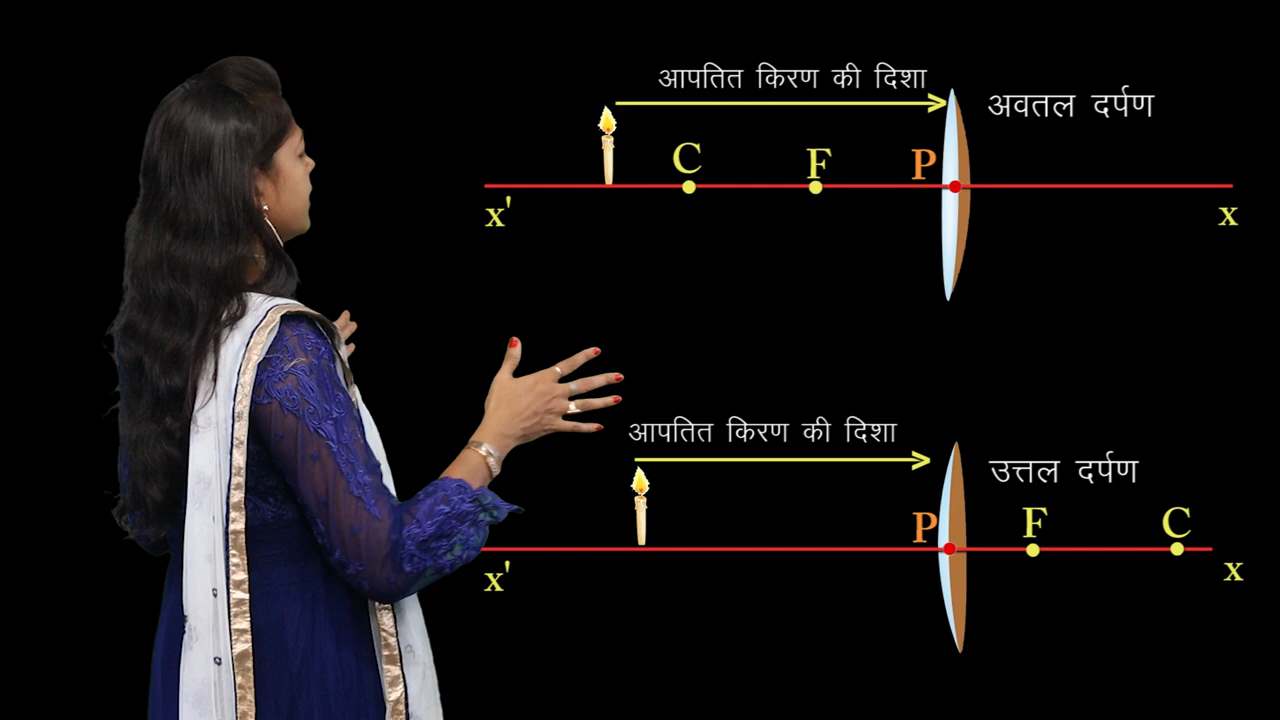 आपतित किरण की दिशा
अवतल दर्पण
C F P
x' x
आपतित किरण की दिशा
उत्तल दर्पण
P F C
x' x